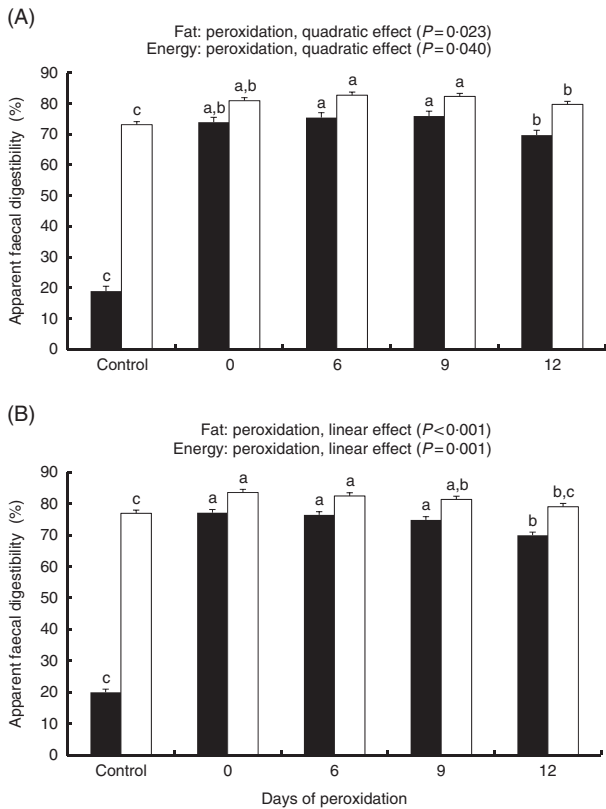 (A)
Fat: peroxidation, quadratic effect (P=0·023)
Energy: peroxidation, quadratic effect (P=0·040)
Apparent faecal digestibility (%)
90
80
70
60
50
40
30
20
10
0
c
c
a,b
a,b
a
a
a
a
b
b
Control
0
6
9
12
(B)
Fat: peroxidation, linear effect (P<0·001)
Energy: peroxidation, linear effect (P=0·001)
Apparent faecal digestibility (%)
90
80
70
60
50
40
30
20
10
0
c
c
a
a
a
a
a
a,b
b
b,c
Control
0
6
9
12
Days of peroxidation